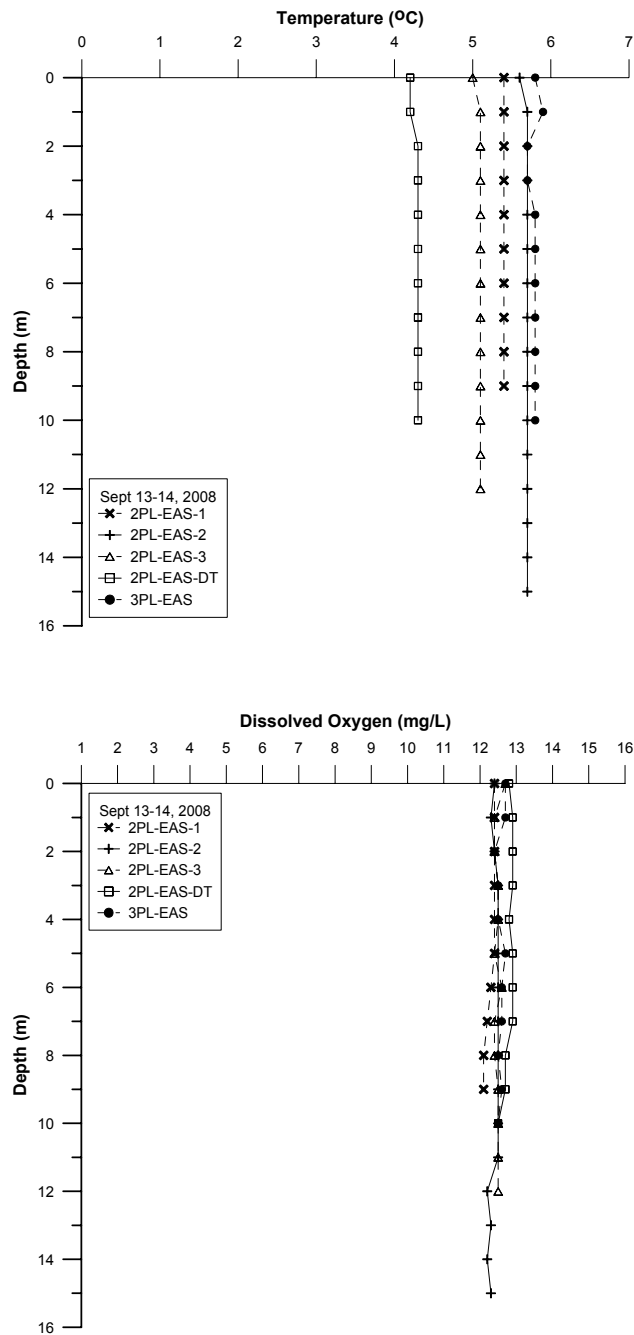 Temperature (ºC)
0 1 2 3 4 5 6 7
0
2
4
6
8
10
12
14
16
Depth (m)
Sept 13-14, 2008
2PL-EAS-1
2PL-EAS-2
2PL-EAS-3
2PL-EAS-DT
3PL-EAS
Dissolved Oxygen (mg/L)
1 2 3 4 5 6 7 8 9 10 11 12 13 14 15 16
0
2
4
6
8
10
12
14
16
Depth (m)
Sept 13-14, 2008
2PL-EAS-1
2PL-EAS-2
2PL-EAS-3
2PL-EAS-DT
3PL-EAS